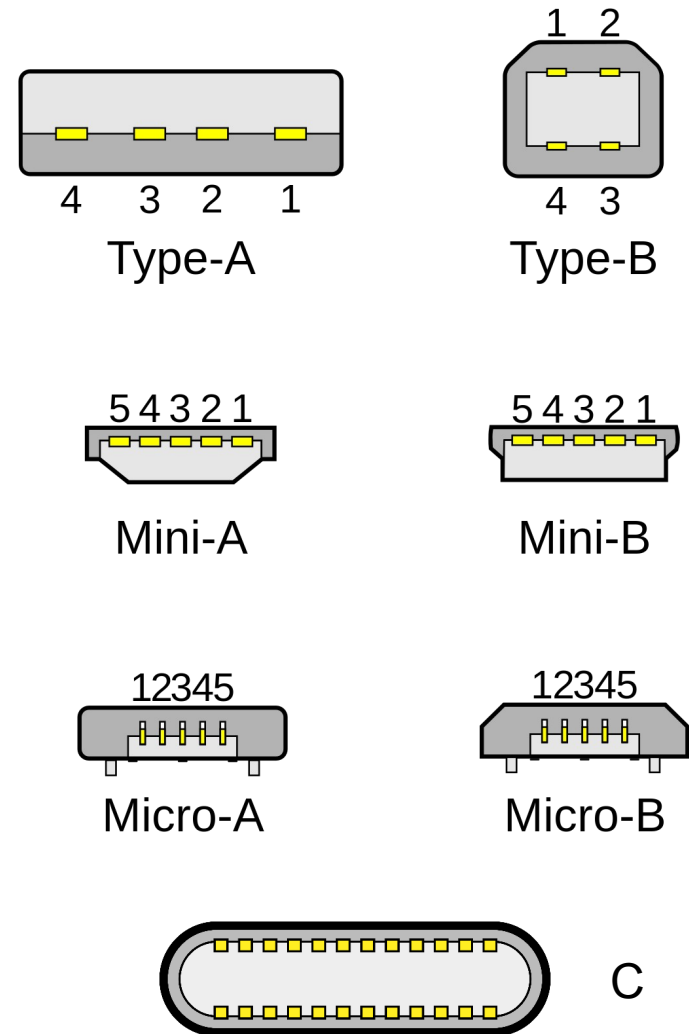 1 2
4 3 2 1
4 3
Type-A
Type-B
5 4 3 2 1
5 4 3 2 1
Mini-A
Mini-B
12345
12345
Micro-A
Micro-B
C